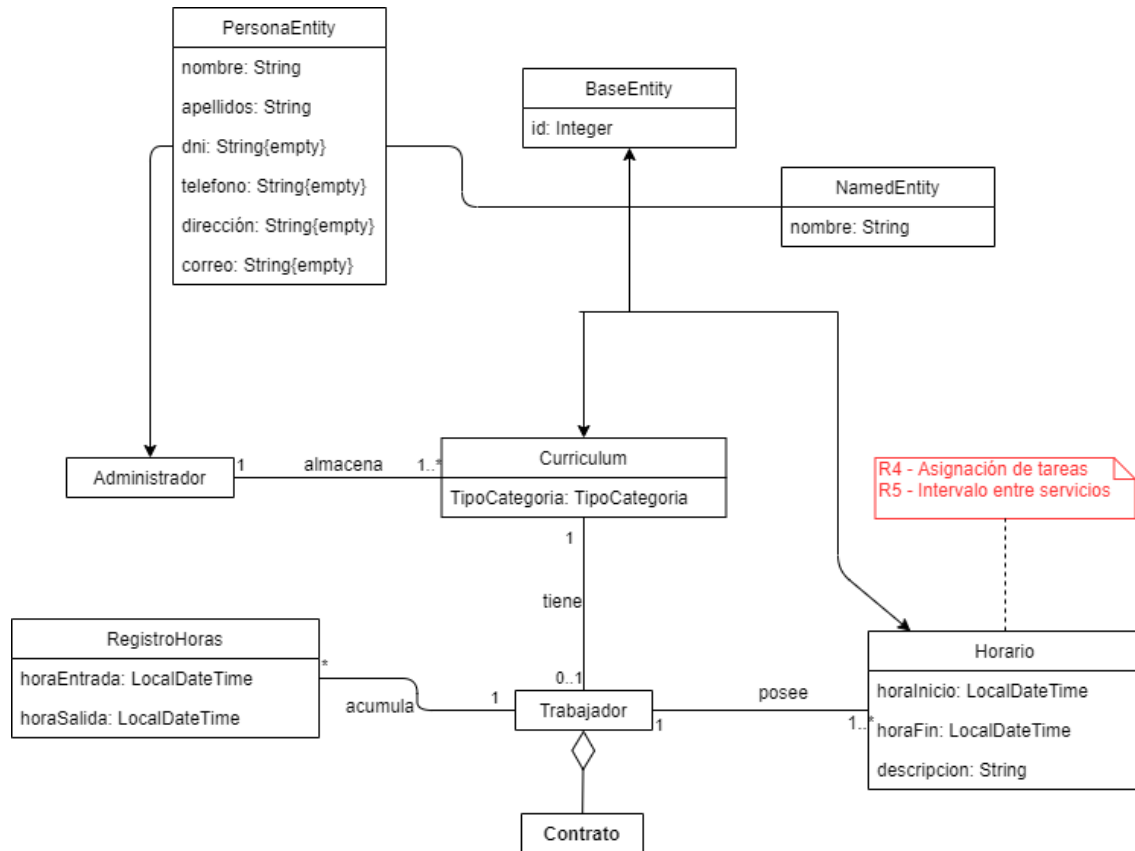 PersonaEntity
nombre: String
apellidos: String
dni: String{empty}
telefono: String{empty}
dirección: String{empty}
correo: String{empty}
BaseEntity
id: Integer
NamedEntity
nombre: String
Administrador
1
almacena
1..*
Curriculum
TipoCategoria: TipoCategoria
R4 - Asignación de tareas
R5 - Intervalo entre servicios
1
tiene
0..1
RegistroHoras
horaEntrada: LocalDateTime
horaSalida: LocalDateTime
*
acumula
1
Trabajador
1
posee
1..*
Horario
horaInicio: LocalDateTime
horaFin: LocalDateTime
descripcion: String
Contrato